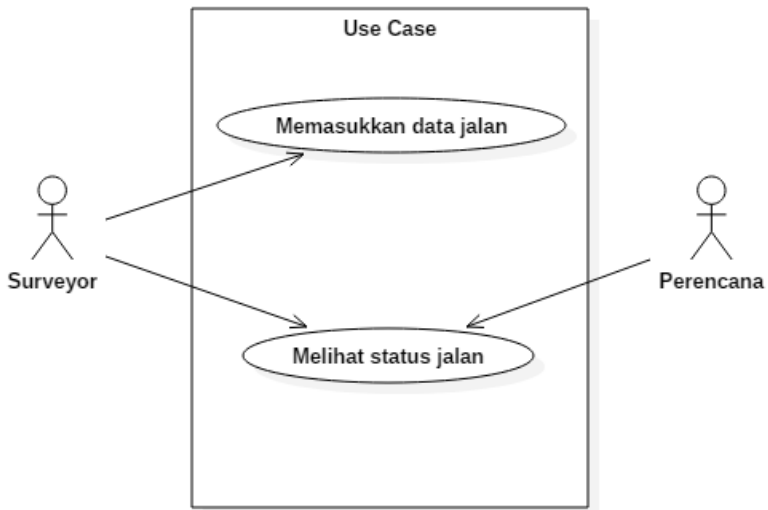 Use Case
Memasukkan data jalan
Surveyor
Perencana
Melihat status jalan